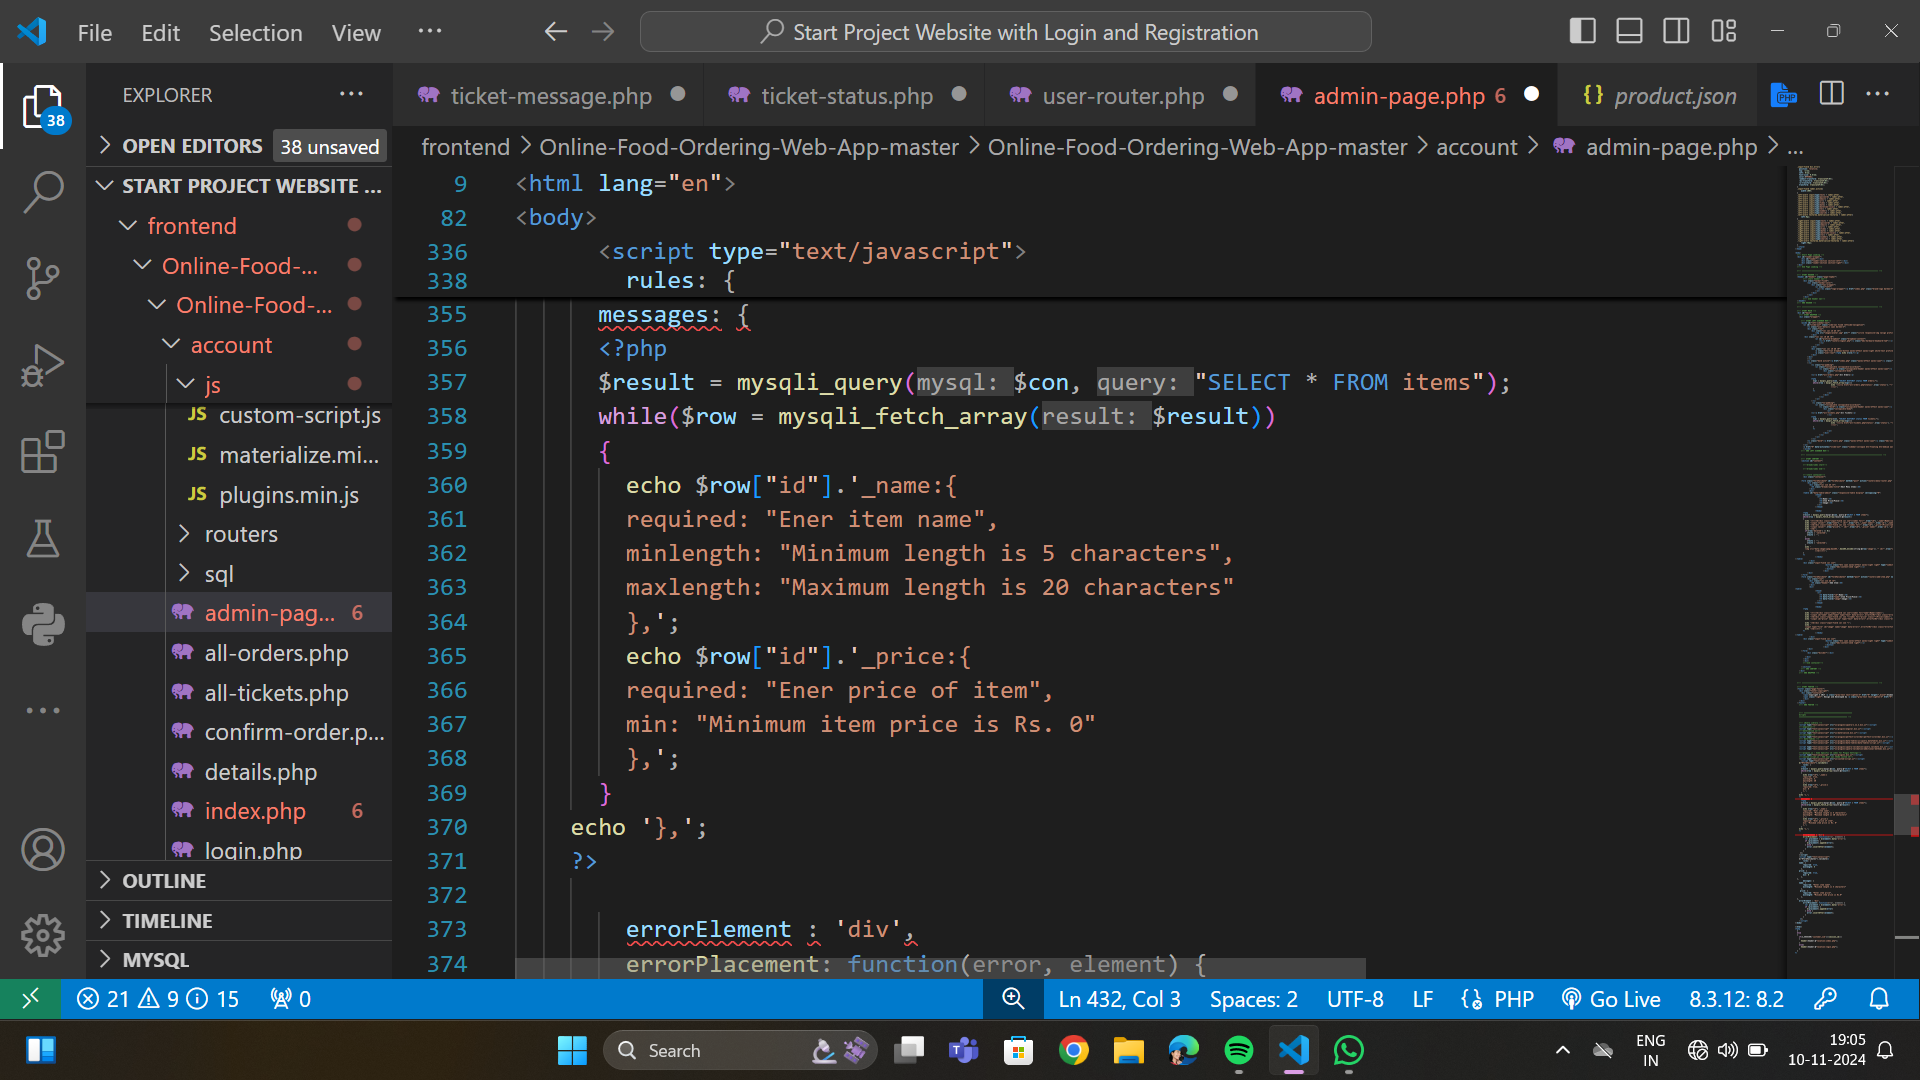 File Edit Selection View ···
Start Project Website with Login and Registration
EXPLORER ···
ticket-message.php
ticket-status.php
user-router.php
admin-page.php 6
{} product.json
38
OPEN EDITORS 38 unsaved
START PROJECT WEBSITE ...
frontend
Online-Food-...
Online-Food-...
account
js
JS custom-script.js
JS materialize.mi...
JS plugins.min.js
routers
sql
admin-pag... 6
all-orders.php
all-tickets.php
confirm-order.p...
details.php
index.php 6
login.php
OUTLINE
TIMELINE
MYSQL
frontend > Online-Food-Ordering-Web-App-master > Online-Food-Ordering-Web-App-master > account > admin-page.php > ...
9 <html lang="en">
82 <body>
336 <script type="text/javascript">
338 rules: {
355 messages: {
356 <?php
357 $result = mysqli_query(mysql: $con, query: "SELECT * FROM items");
358 while($row = mysqli_fetch_array(result: $result))
359 {
360 echo $row["id"].'_name:{
361 required: "Ener item name",
362 minlength: "Minimum length is 5 characters",
363 maxlength: "Maximum length is 20 characters"
364 },';
365 echo $row["id"].'_price:{
366 required: "Ener price of item",
367 min: "Minimum item price is Rs. 0"
368 },';
369 }
370 echo '},';
371 ?>
372
373 errorElement : 'div',
374 errorPlacement: function(error, element) {
21 9 15 0
Ln 432, Col 3 Spaces: 2 UTF-8 LF PHP Go Live 8.3.12: 8.2
Search
ENG
IN
19:05
10-11-2024